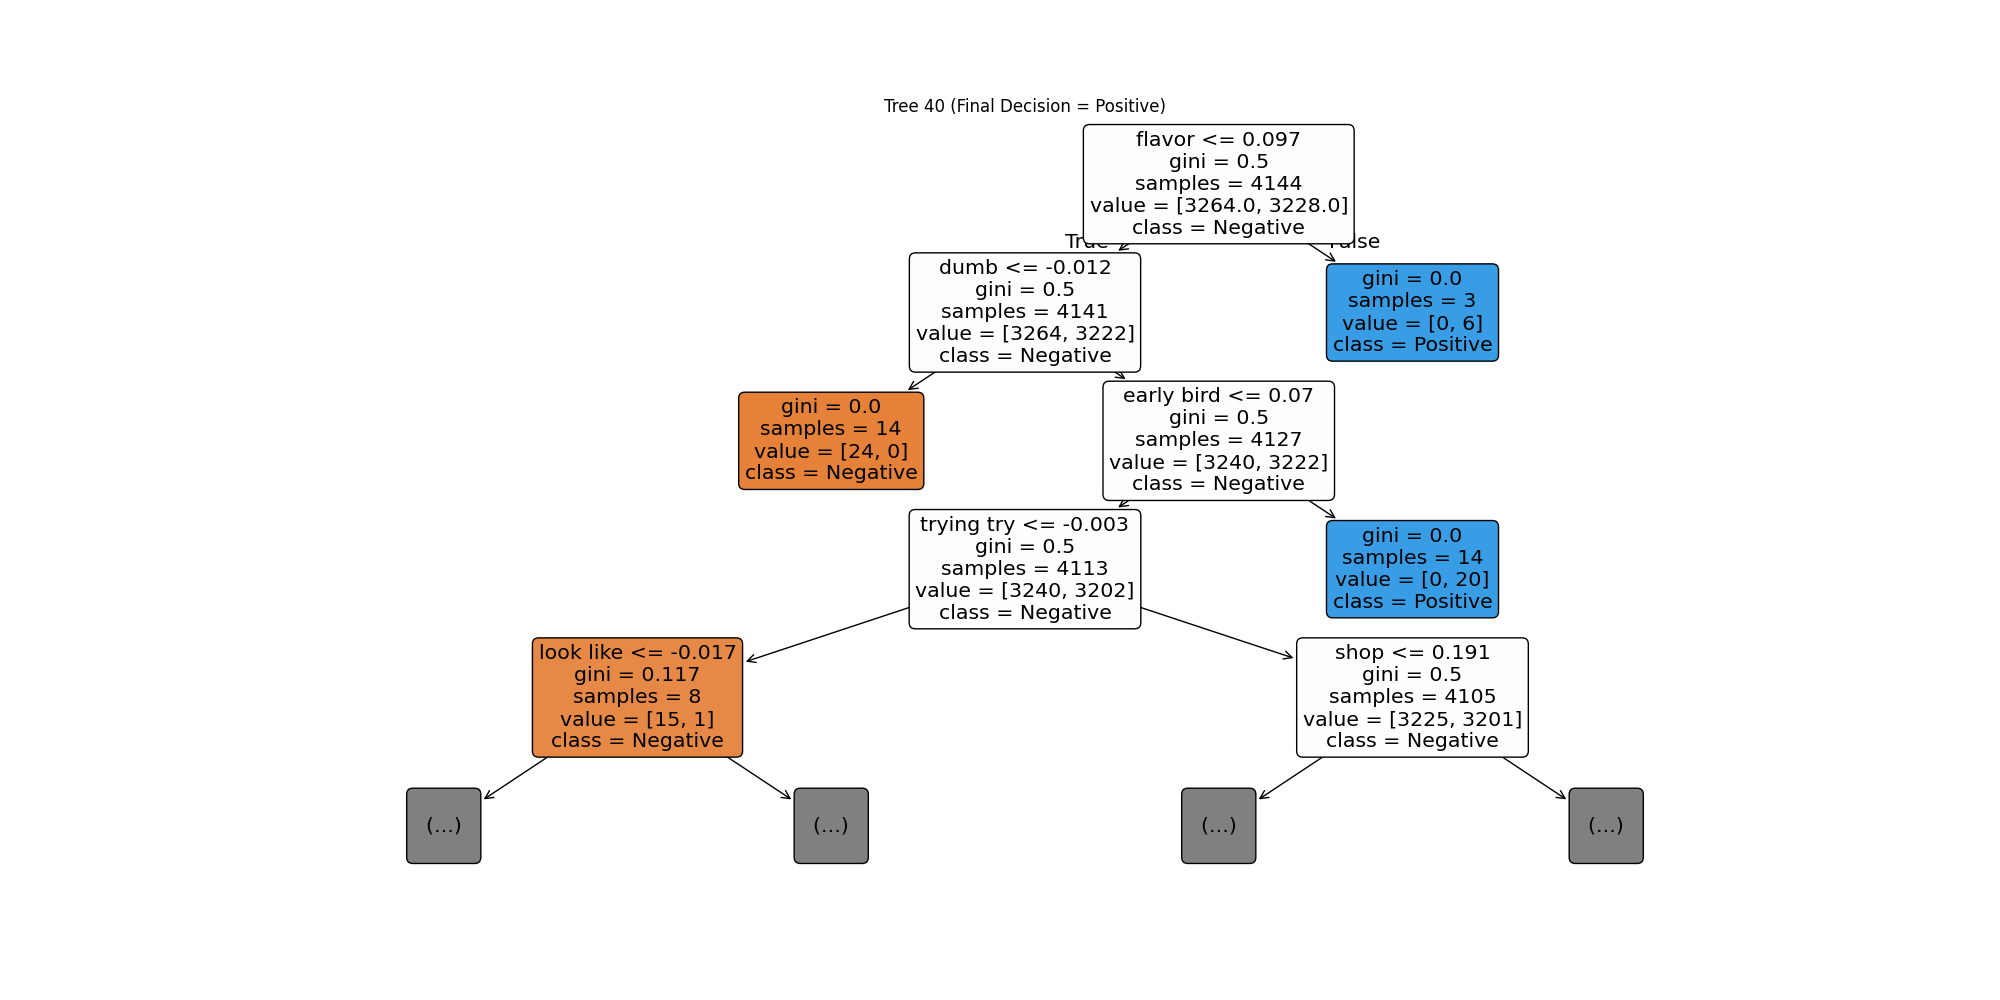 Tree 40 (Final Decision = Positive)
flavor <= 0.097
gini = 0.5
samples = 4144
value = [3264.0, 3228.0]
class = Negative
True
False
dumb <= -0.012
gini = 0.5
samples = 4141
value = [3264, 3222]
class = Negative
gini = 0.0
samples = 3
value = [0, 6]
class = Positive
gini = 0.0
samples = 14
value = [24, 0]
class = Negative
early bird <= 0.07
gini = 0.5
samples = 4127
value = [3240, 3222]
class = Negative
trying try <= -0.003
gini = 0.5
samples = 4113
value = [3240, 3202]
class = Negative
gini = 0.0
samples = 14
value = [0, 20]
class = Positive
look like <= -0.017
gini = 0.117
samples = 8
value = [15, 1]
class = Negative
shop <= 0.191
gini = 0.5
samples = 4105
value = [3225, 3201]
class = Negative
(...)
(...)
(...)
(...)